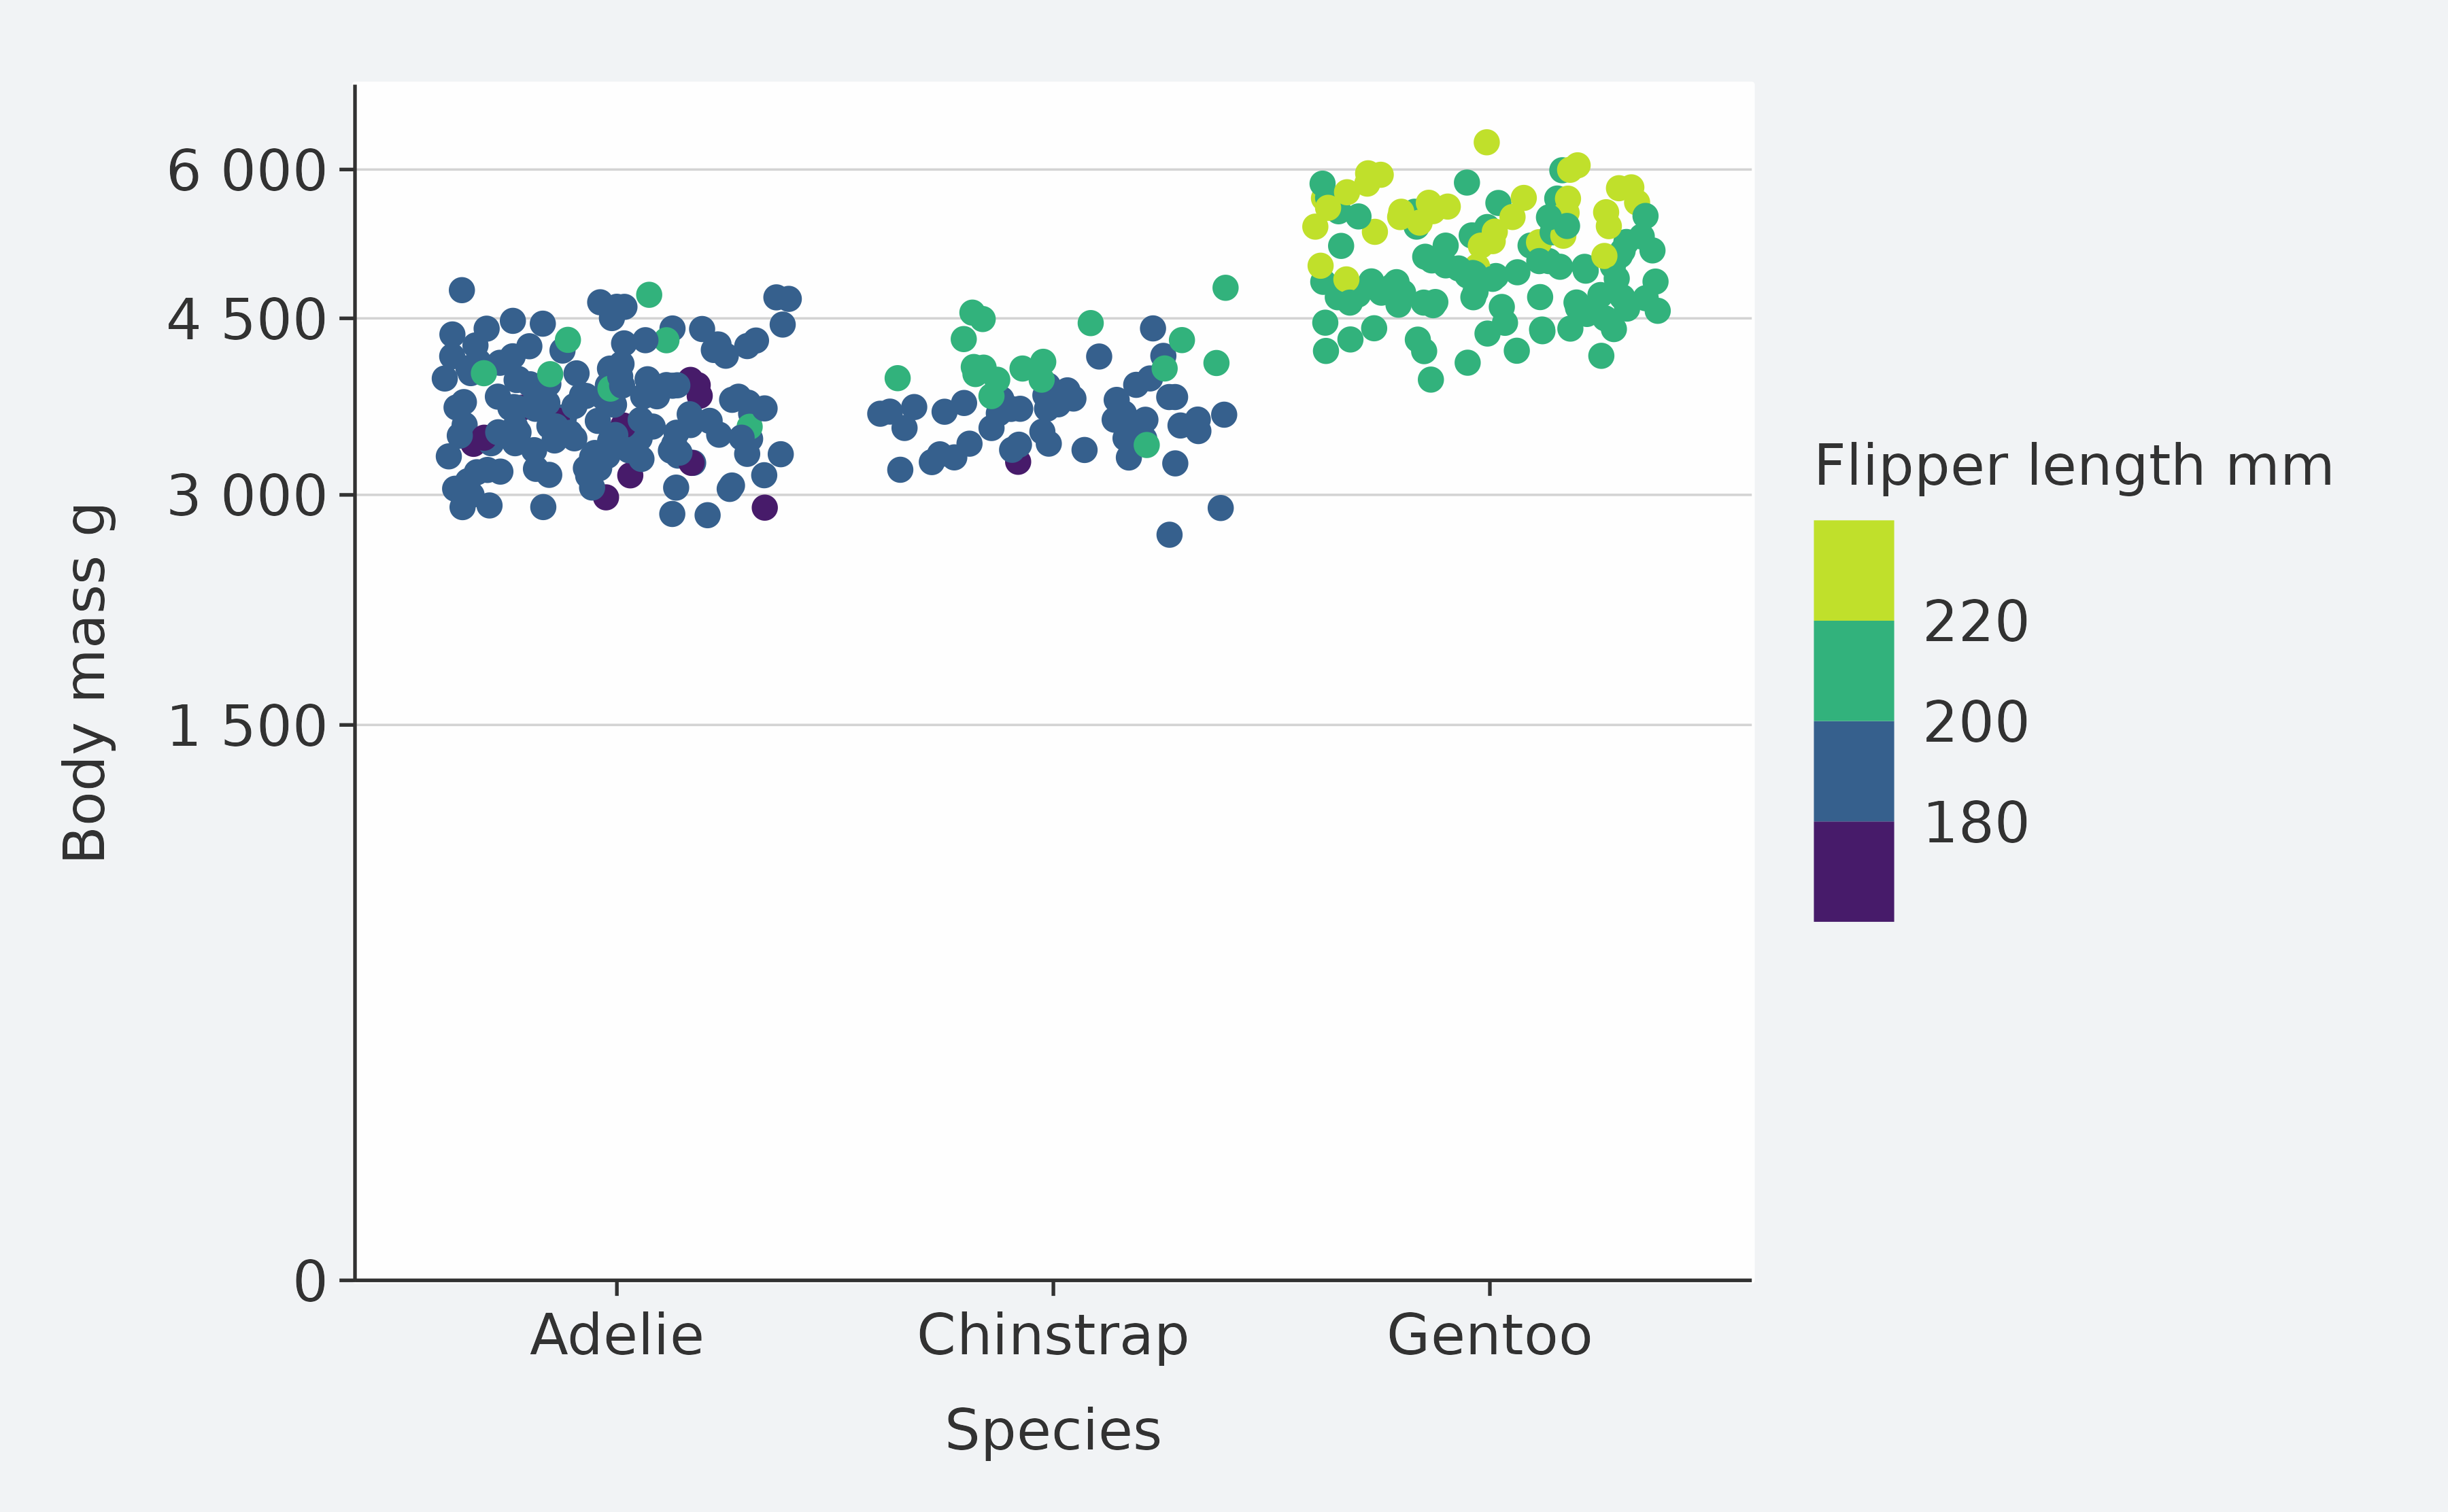 6 000
4 500
3 000
1 500
0
Body mass g
Adelie
Chinstrap
Gentoo
Species
Flipper length mm
220
200
180